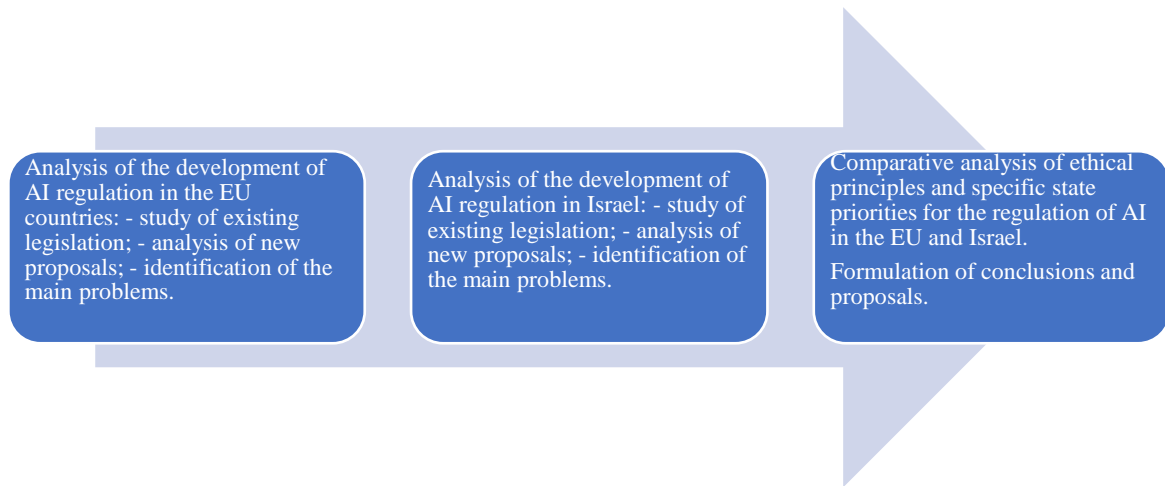 Analysis of the development of
AI regulation in the EU
countries: - study of existing
legislation; - analysis of new
proposals; - identification of the
main problems.
Analysis of the development of
AI regulation in Israel: - study of
existing legislation; - analysis of
new proposals; - identification of
the main problems.
Comparative analysis of ethical
principles and specific state
priorities for the regulation of AI
in the EU and Israel.
Formulation of conclusions and
proposals.